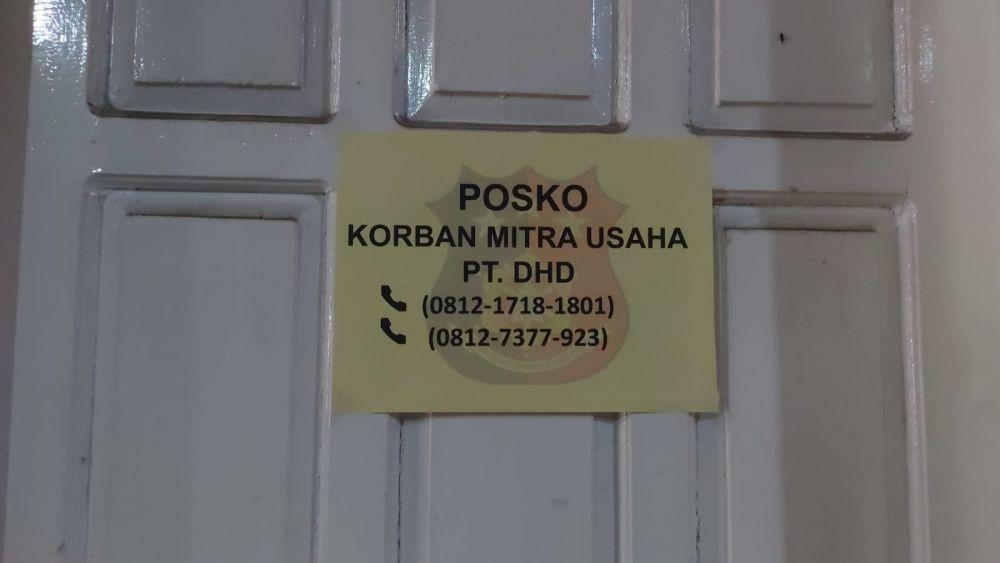 POSKO
KORBAN MITRA USAHA
PT. DHD
(0812-1718-1801)
(0812-7377-923)